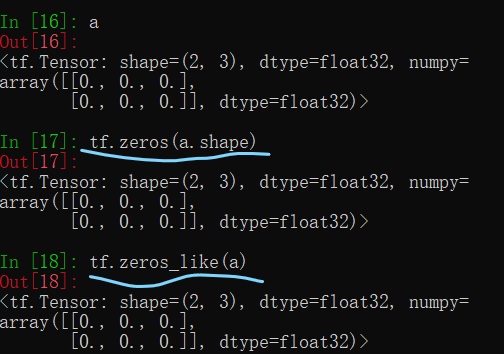 In [16]: a
Out[16]:
<tf.Tensor: shape=(2, 3), dtype=float32, numpy=
array([[0., 0., 0.],
       [0., 0., 0.]], dtype=float32)>
In [17]: tf.zeros(a.shape)
Out[17]:
<tf.Tensor: shape=(2, 3), dtype=float32, numpy=
array([[0., 0., 0.],
       [0., 0., 0.]], dtype=float32)>
In [18]: tf.zeros_like(a)
Out[18]:
<tf.Tensor: shape=(2, 3), dtype=float32, numpy=
array([[0., 0., 0.],
       [0., 0., 0.]], dtype=float32)>